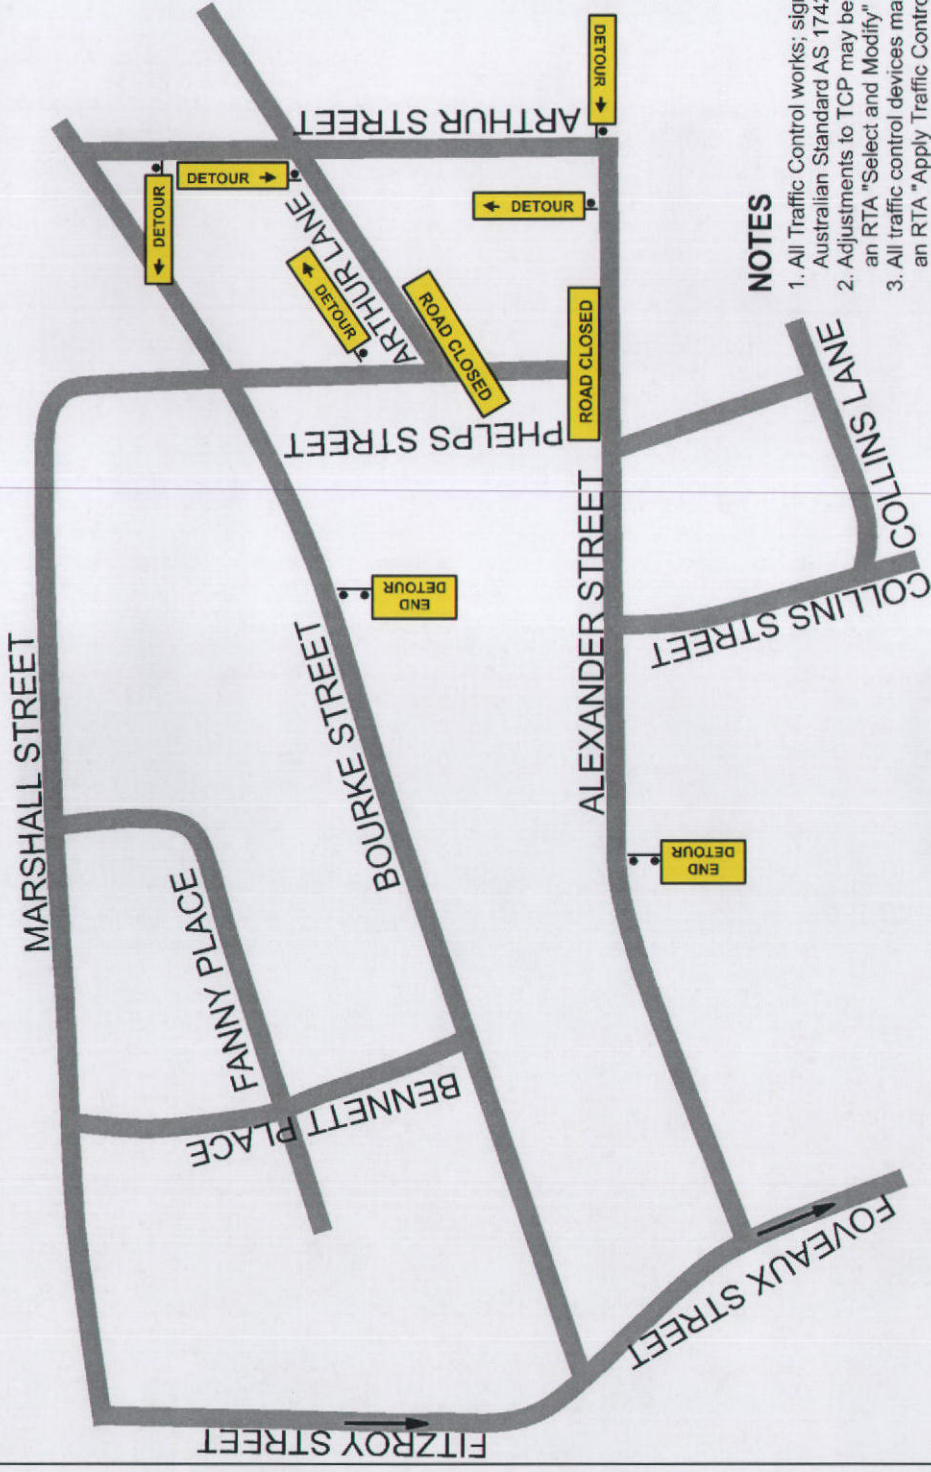 MARSHALL STREET
FANNY PLACE
BENNETT PLACE
BOURKE STREET
FITZROY STREET
FOVEAUX STREET
ALEXANDER STREET
COLLINS STREET
COLLINS LANE
PHELPS STREET
ARTHUR LANE
ARTHUR STREET
DETOUR
DETOUR
DETOUR
DETOUR
DETOUR
ROAD CLOSED
ROAD CLOSED
END
DETOUR
END
DETOUR
NOTES
1. All Traffic Control works; sig
Australian Standard AS 1742
2. Adjustments to TCP may be
an RTA "Select and Modify"
3. All traffic control devices ma
an RTA "Apply Traffic Contro